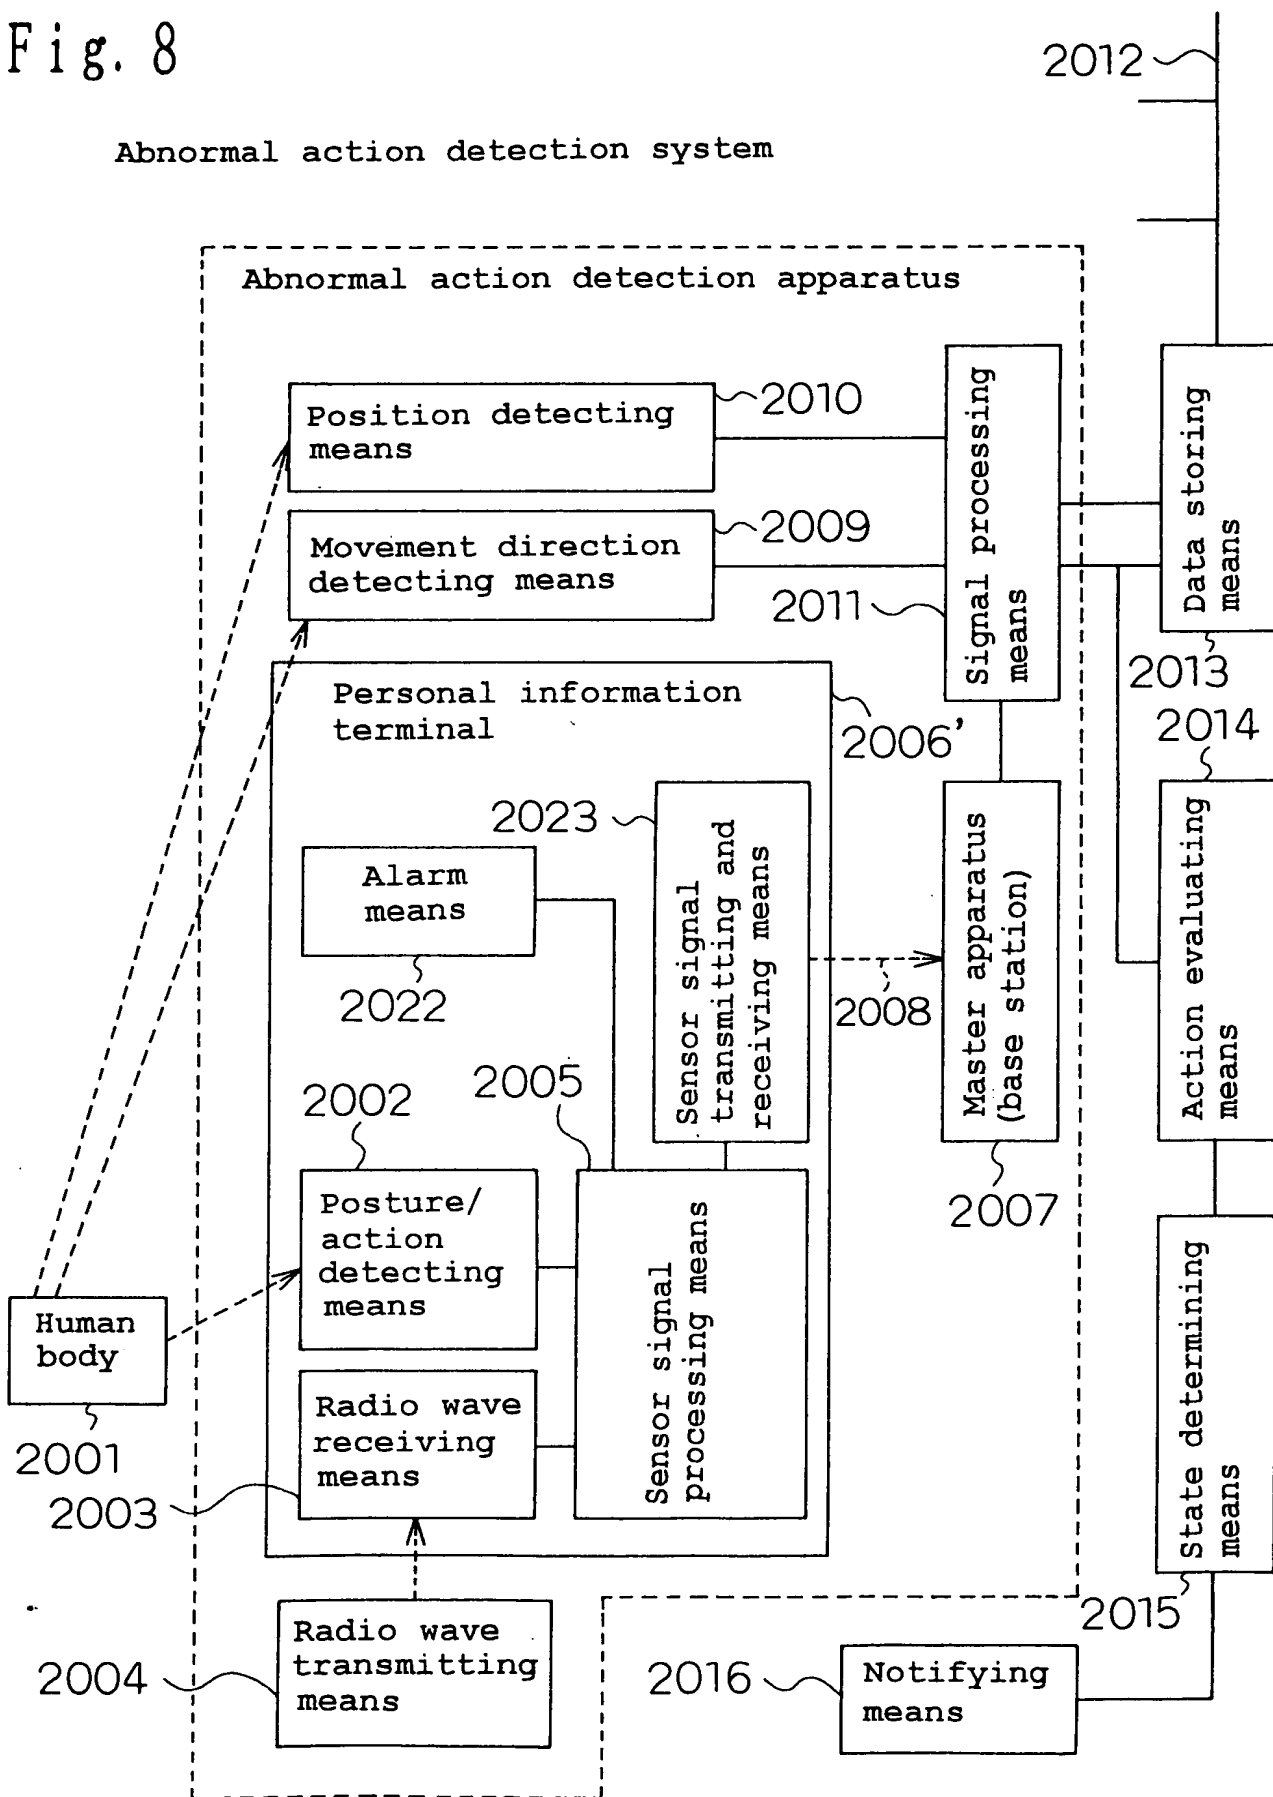 Fig. 8
2012
Abnormal action detection system
Abnormal action detection apparatus
Position detecting
means
2010
Movement direction
detecting means
2009
2011
Signal processing
means
Data storing
means
2013
Personal information
terminal
2006'
2014
2023
Alarm
means
2022
Sensor signal
transmitting and
receiving means
2008
Master apparatus
(base station)
2007
Action evaluating
means
2002
2005
Posture/
action
detecting
means
Sensor signal
processing means
Human
body
2001
Radio wave
receiving
means
2003
State determining
means
2015
Radio wave
transmitting
means
2004
2016
Notifying
means